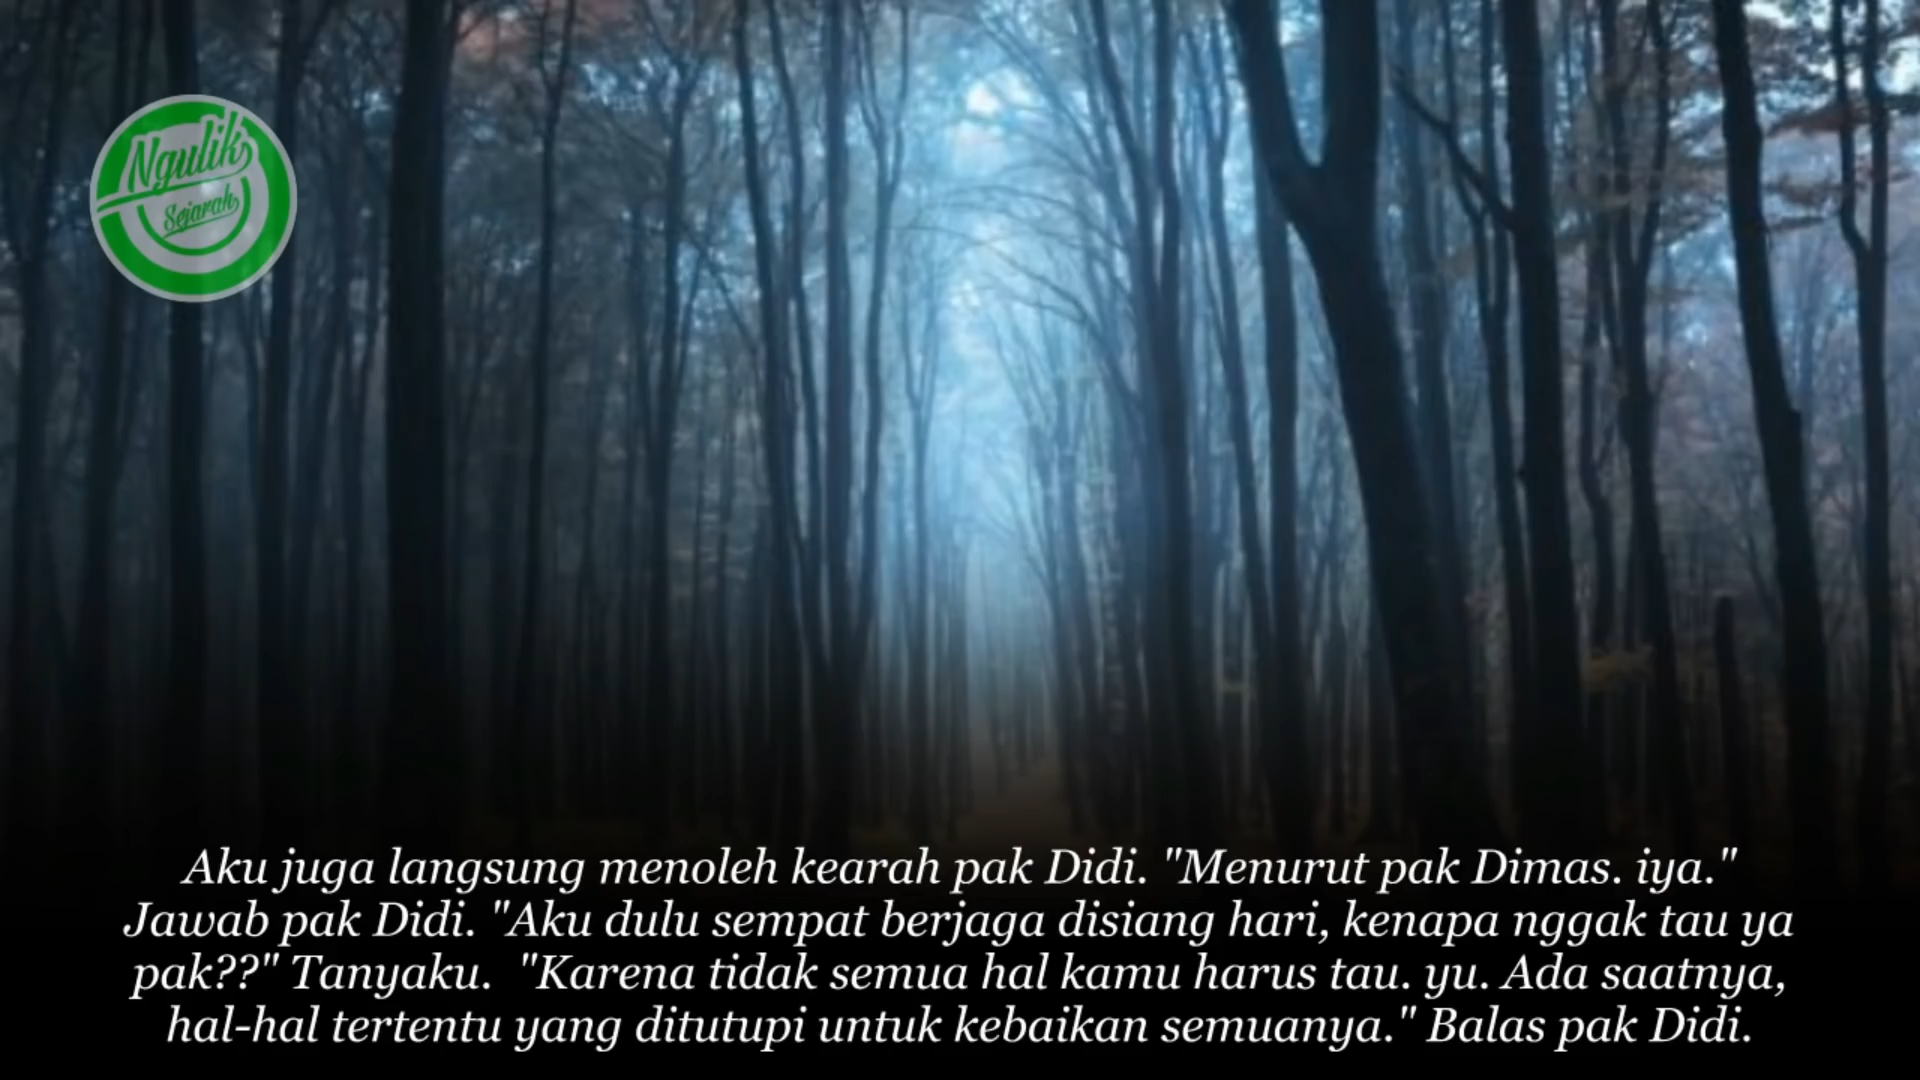 Ngulik
Sejarah
Aku juga langsung menoleh kearah pak Didi. "Menurut pak Dimas. iya."
Jawab pak Didi. "Aku dulu sempat berjaga disiang hari, kenapa nggak tau ya
pak??" Tanyaku.  "Karena tidak semua hal kamu harus tau. yu. Ada saatnya,
hal-hal tertentu yang ditutupi untuk kebaikan semuanya." Balas pak Didi.